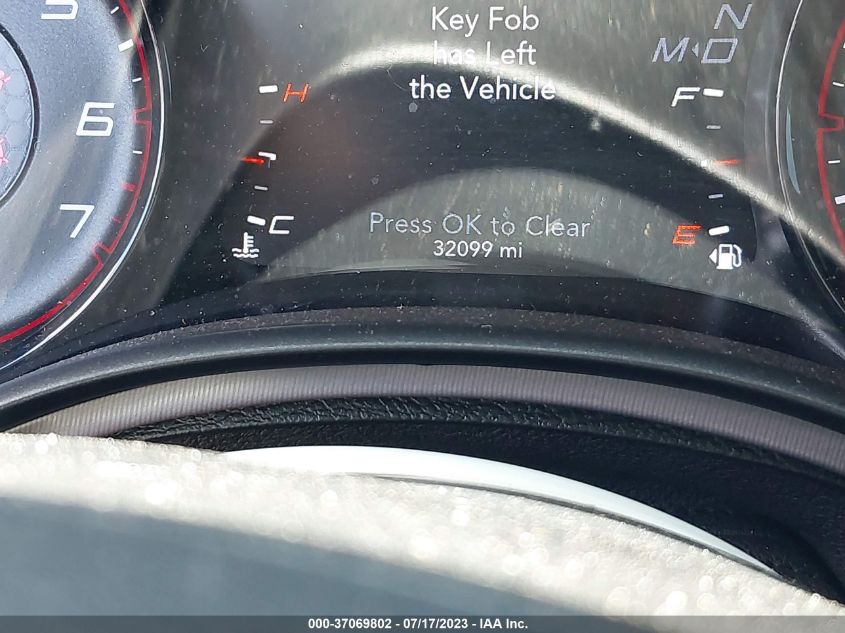 5
6
7
Key Fob
has Left
the Vehicle
N
M D
H
F
C
E
Press OK to Clear
32099 mi
000-37069802 - 07/17/2023 - IAA Inc.